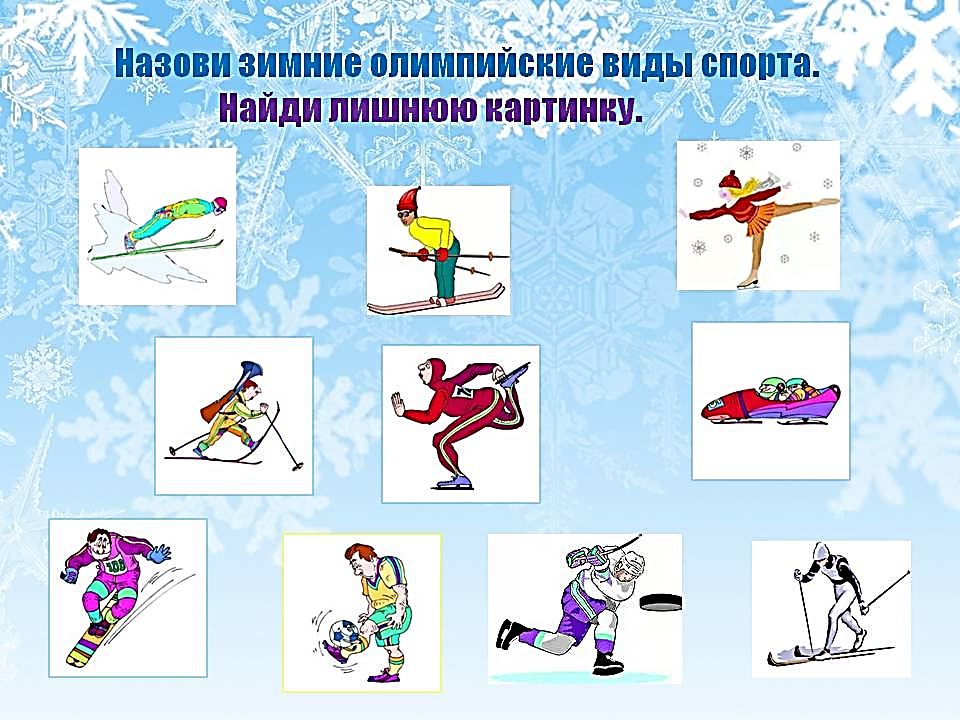 Назови зимние олимпийские виды спорта.
Найди лишнюю картинку.